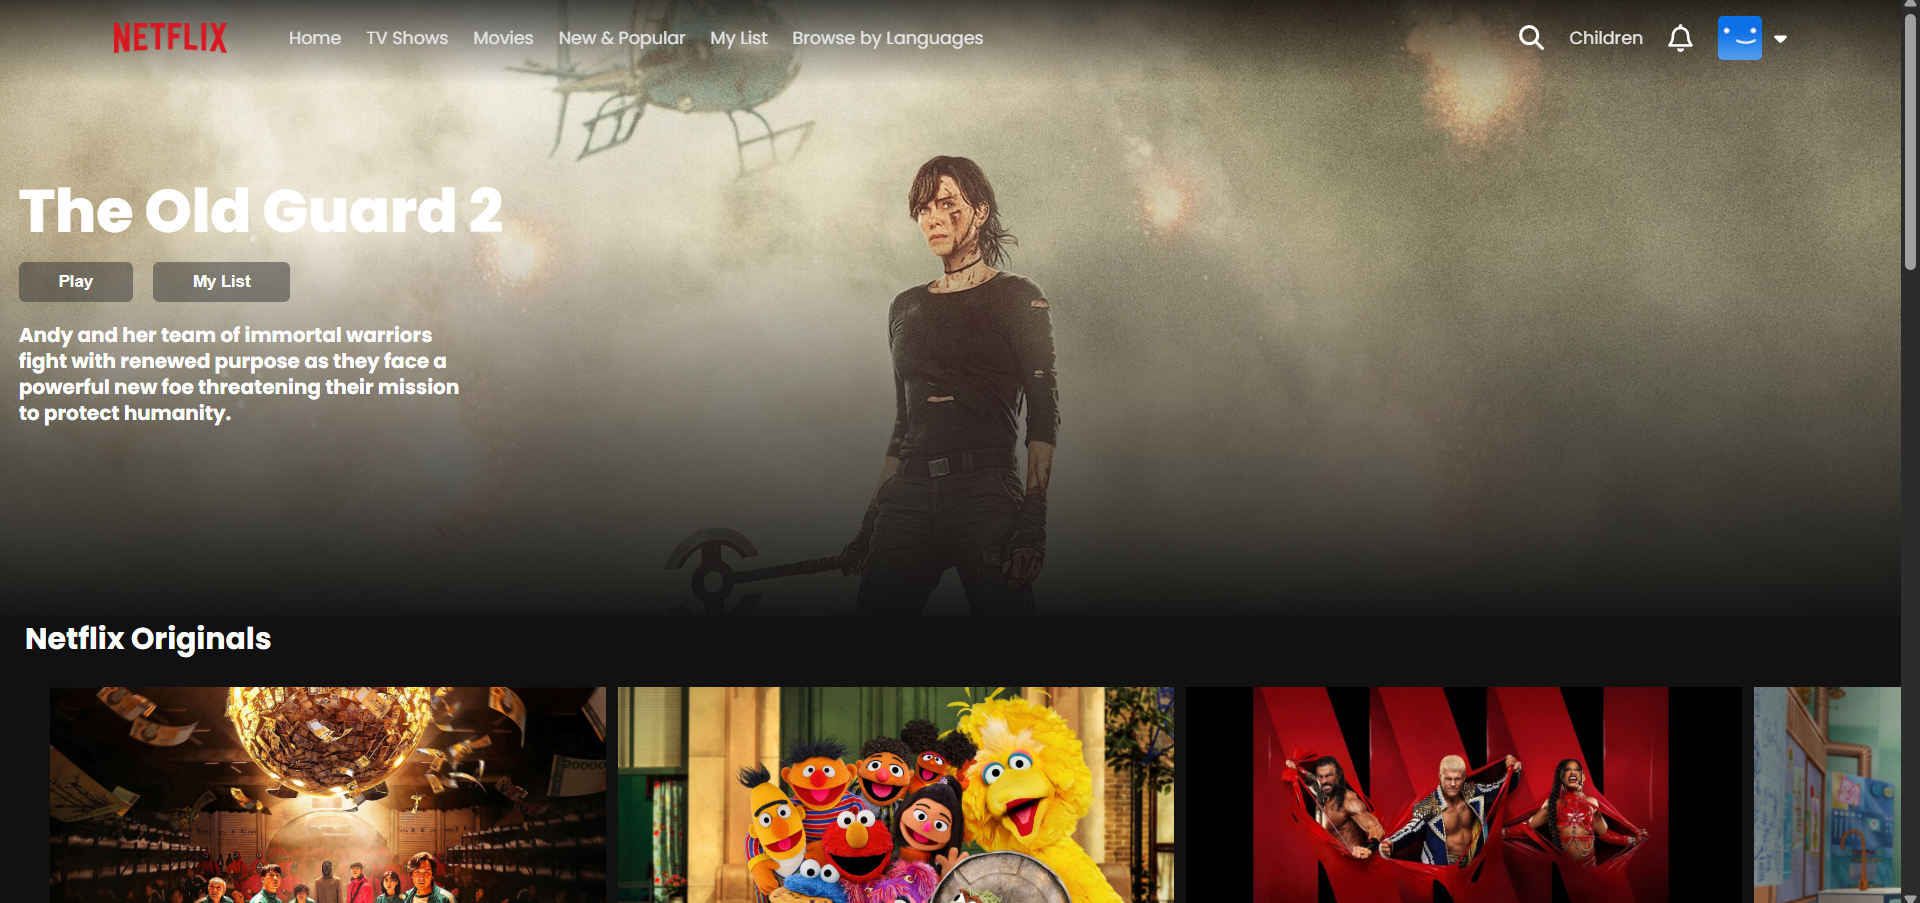 NETFLIX
Home TV Shows Movies New & Popular My List Browse by Languages
Children
The Old Guard 2
Play My List
Andy and her team of immortal warriors
fight with renewed purpose as they face a
powerful new foe threatening their mission
to protect humanity.
Netflix Originals